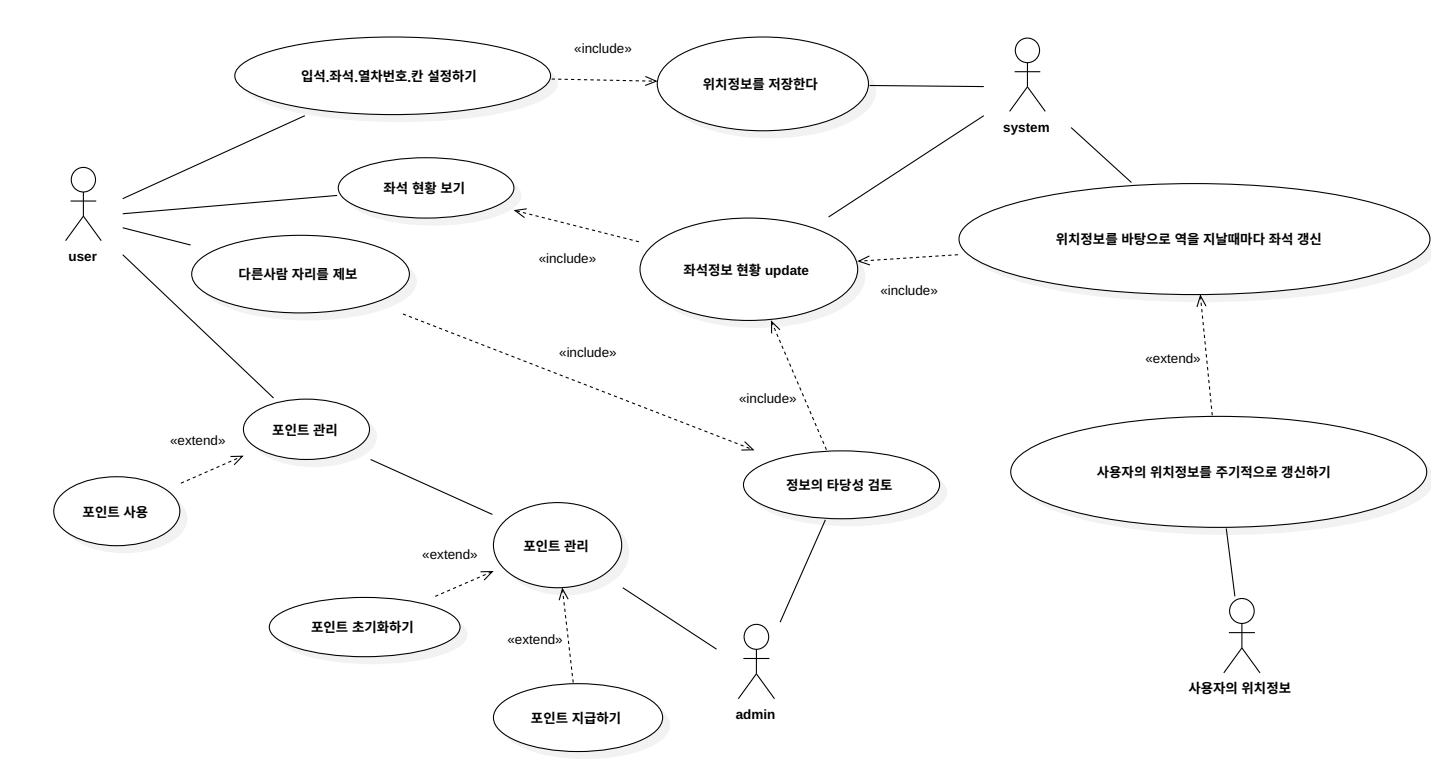 «include»
입석.좌석.열차번호.칸 설정하기
위치정보를 저장한다
system
좌석 현황 보기
user
«include»
다른사람 자리를 제보
좌석정보 현황 update
위치정보를 바탕으로 역을 지날때마다 좌석 갱신
«include»
«include»
«extend»
«include»
포인트 관리
«extend»
사용자의 위치정보를 주기적으로 갱신하기
정보의 타당성 검토
포인트 사용
포인트 관리
«extend»
포인트 초기화하기
«extend»
사용자의 위치정보
admin
포인트 지급하기